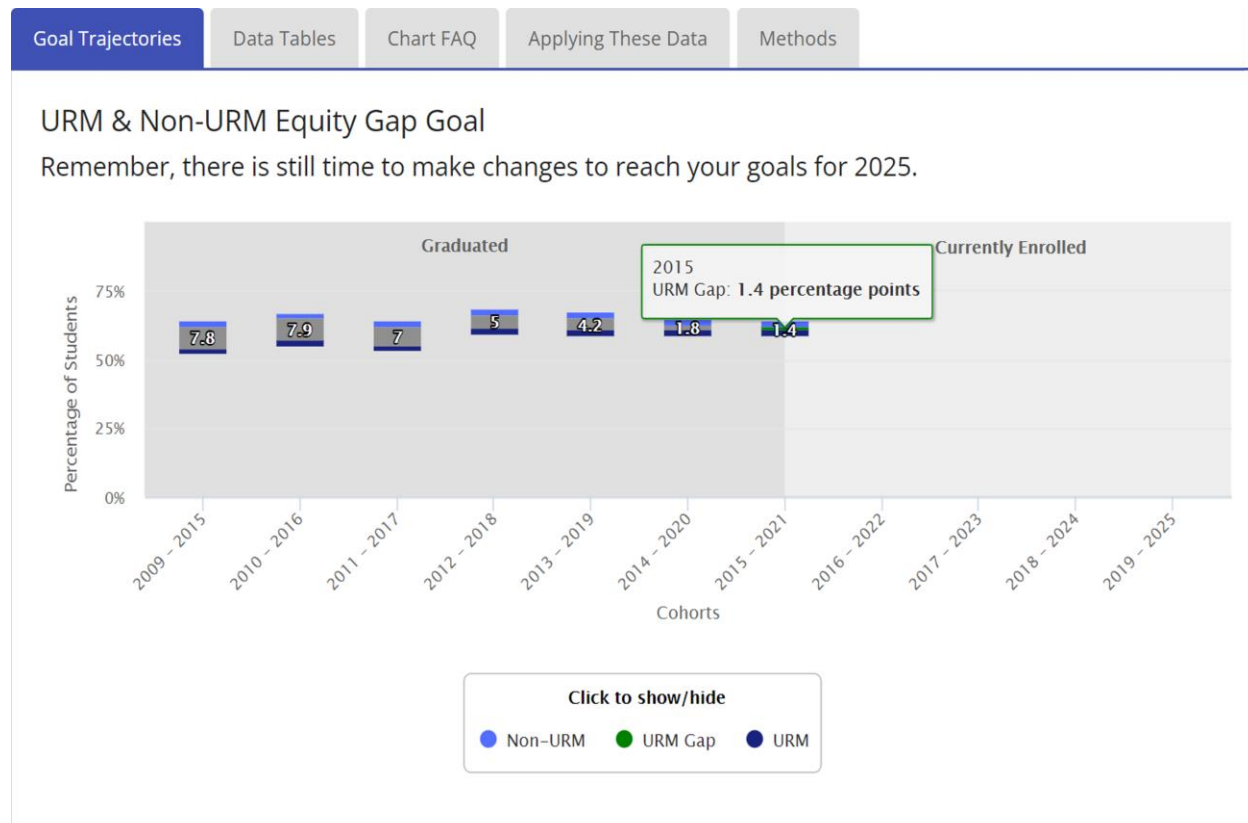 Goal Trajectories Data Tables Chart FAQ Applying These Data Methods
URM & Non-URM Equity Gap Goal
Remember, there is still time to make changes to reach your goals for 2025.
Graduated
Currently Enrolled
2015
URM Gap: 1.4 percentage points
75%
50%
25%
0%
Percentage of Students
7.8 7.9 7 5 4.2 1.8 1.4
2009 – 2015 2010 – 2016 2011 – 2017 2012 – 2018 2013 – 2019 2014 – 2020 2015 – 2021 2016 – 2022 2017 – 2023 2018 – 2024 2019 – 2025
Cohorts
Click to show/hide
Non-URM URM Gap URM